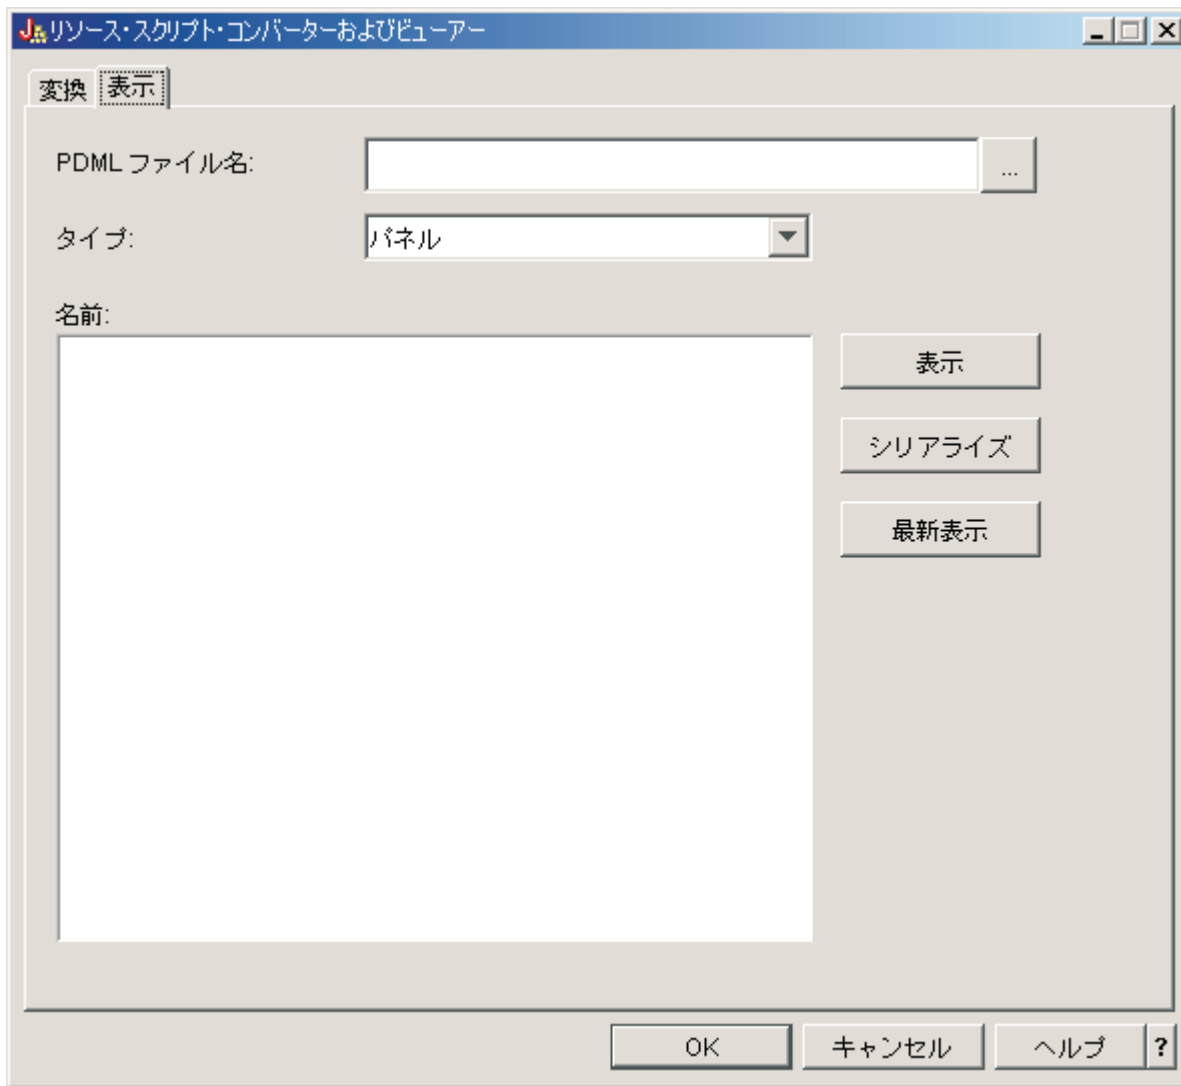 リソース・スクリプト・コンバーターおよびビューアー
変換 表示
PDML ファイル名:
...
タイプ:
パネル
名前:
表示
シリアライズ
最新表示
OK キャンセル ヘルプ ?